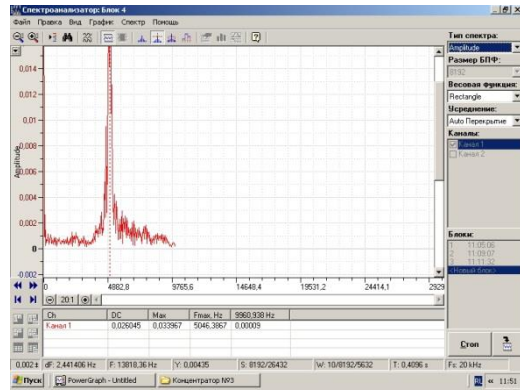 Спектроанализатор: Блок 4
Файл Правка Вид График Спектр Помощь
Тип спектра:
Amplitude
Размер БПФ:
8192
Весовая функция:
Rectangle
Усреднение:
Auto Перекрытие
Каналы:
Канал 1
Канал 2
Блоки:
1 11:05:06
2 11:09:07
3 11:11:32
<Новый блок>
Стоп
0,014
0,012
0,01
0,008
0,006
0,004
0,002
0
-0,002
Amplitude
0 4882,8 9765,6 14648,4 19531,2 24414,1 2929
20:1
Ch DC Max Fmax, Hz 9960,938 Hz
Канал 1 0,026045 0,033967 5046,3867 0,00009
0,002 dF: 2,441406 Hz F: 13818,36 Hz Y: 0,00435 S: 8192/26432 W: 10/8192/5632 T: 0,4096 s Fs: 20 kHz
Пуск PowerGraph - Untitled Концентратор №3 11:51